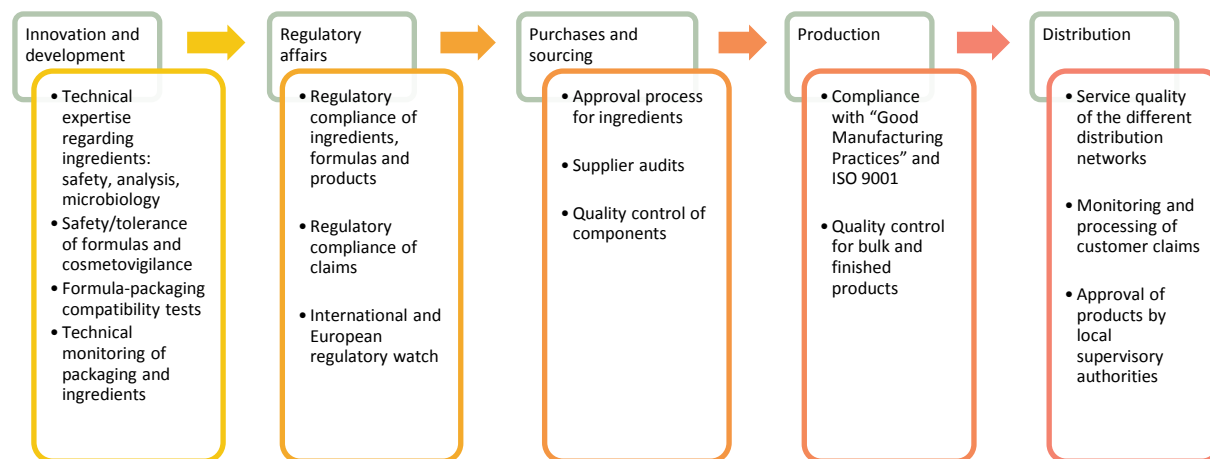 Innovation and
development
• Technical
expertise
regarding
ingredients:
safety, analysis,
microbiology
• Safety/tolerance
of formulas and
cosmetovigilance
• Formula-packaging
compatibility tests
• Technical
monitoring of
packaging and
ingredients
Regulatory
affairs
• Regulatory
compliance of
ingredients,
formulas and
products
• Regulatory
compliance of
claims
• International and
European
regulatory watch
Purchases and
sourcing
• Approval process
for ingredients
• Supplier audits
• Quality control of
components
Production
• Compliance
with “Good
Manufacturing
Practices” and
ISO 9001
• Quality control
for bulk and
finished
products
Distribution
• Service quality
of the different
distribution
networks
• Monitoring and
processing of
customer claims
• Approval of
products by
local
supervisory
authorities